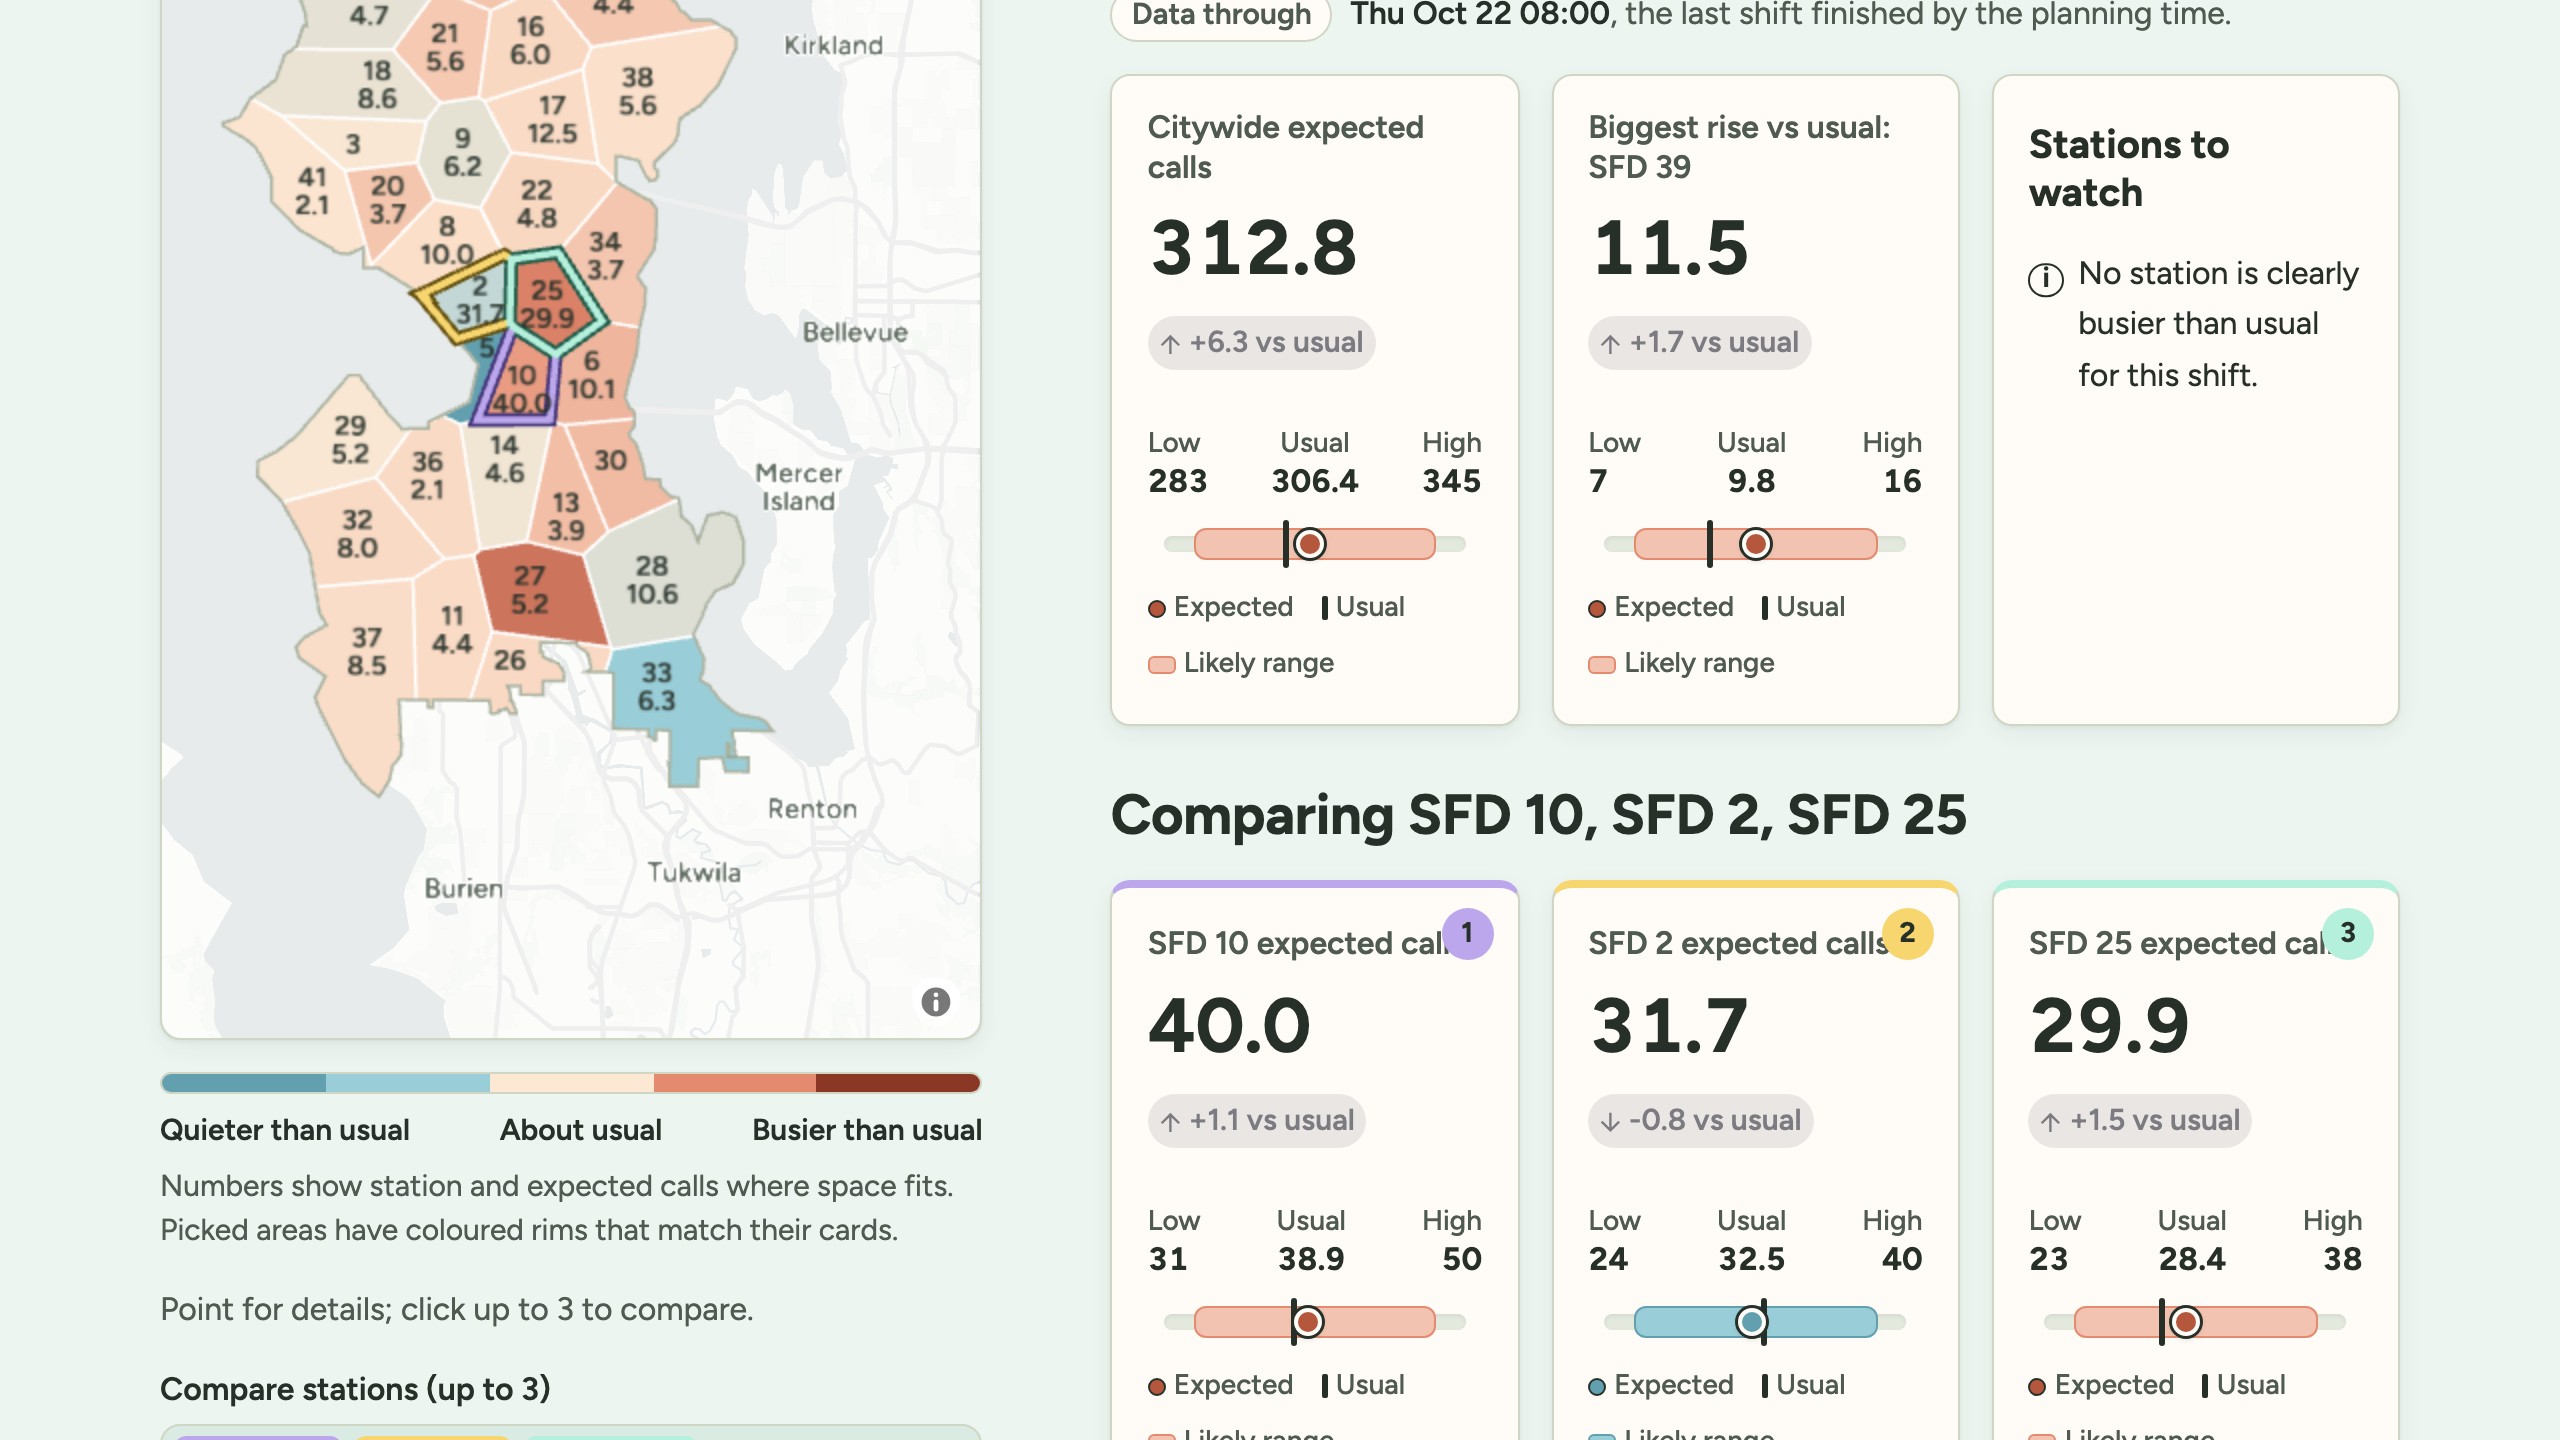 4.7
21
5.6
16
6.0
4.4
Kirkland
18
8.6
38
5.6
17
12.5
3
9
6.2
41
2.1
20
3.7
22
4.8
8
10.0
34
3.7
2
31.7
25
29.9
Bellevue
5
10
40.0
6
10.1
29
5.2
36
2.1
14
4.6
30
Mercer
Island
13
3.9
32
8.0
27
5.2
28
10.6
11
4.4
37
8.5
26
33
6.3
Renton
Tukwila
Burien
Quieter than usual
About usual
Busier than usual
Numbers show station and expected calls where space fits.
Picked areas have coloured rims that match their cards.
Point for details; click up to 3 to compare.
Compare stations (up to 3)
Data through
Thu Oct 22 08:00, the last shift finished by the planning time.
Citywide expected
calls
312.8
↑ +6.3 vs usual
Low Usual High
283 306.4 345
Expected Usual
Likely range
Biggest rise vs usual:
SFD 39
11.5
↑ +1.7 vs usual
Low Usual High
7 9.8 16
Expected Usual
Likely range
Stations to
watch
No station is clearly
busier than usual
for this shift.
Comparing SFD 10, SFD 2, SFD 25
SFD 10 expected cal
1
40.0
↑ +1.1 vs usual
Low Usual High
31 38.9 50
Expected Usual
Likely range
SFD 2 expected calls
2
31.7
↓ -0.8 vs usual
Low Usual High
24 32.5 40
Expected Usual
Likely range
SFD 25 expected cal
3
29.9
↑ +1.5 vs usual
Low Usual High
23 28.4 38
Expected Usual
Likely range